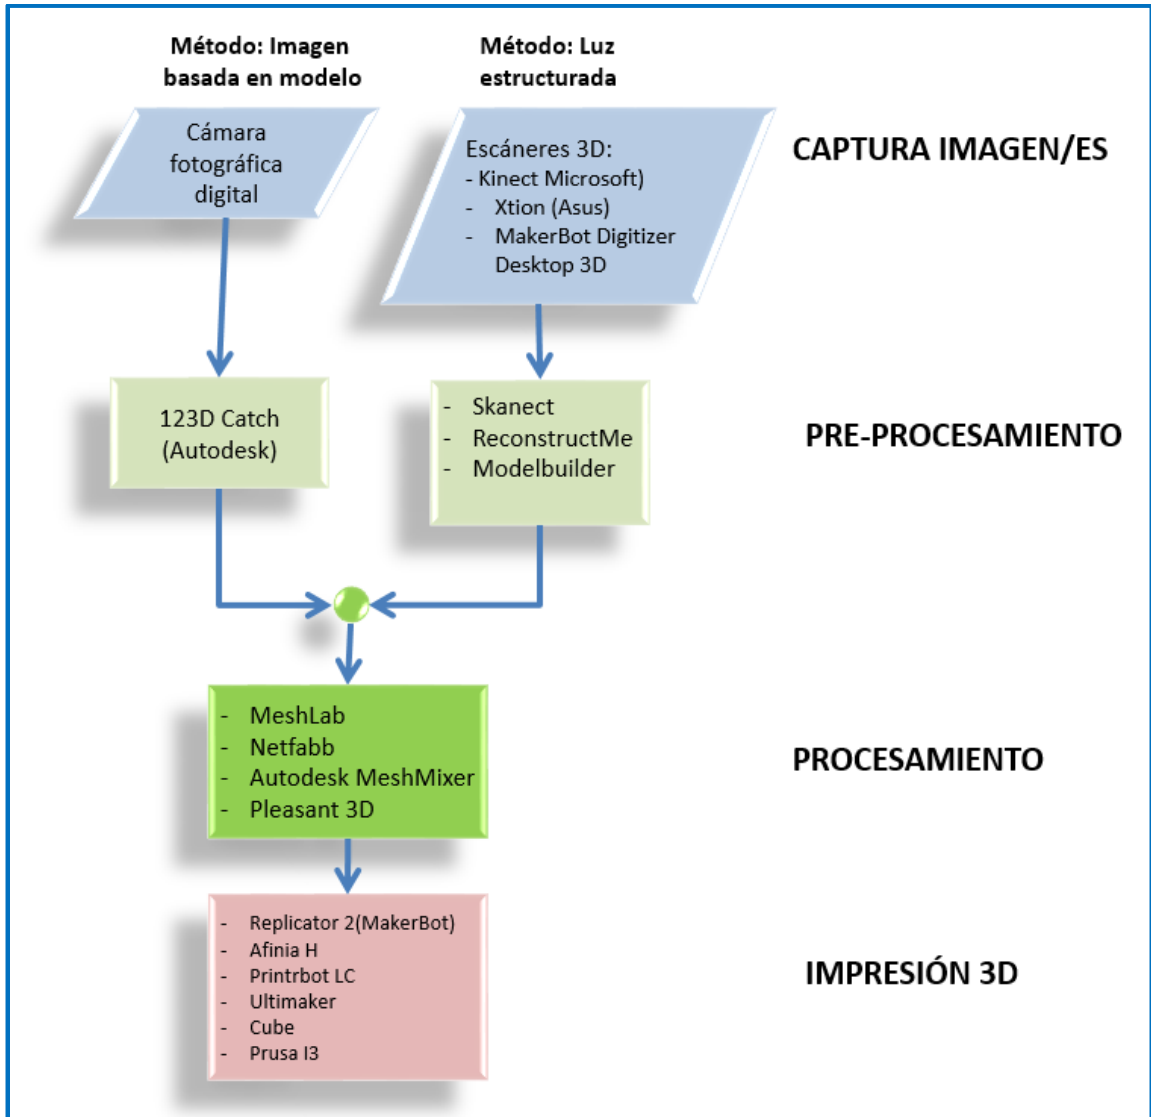 Método: Imagen
basada en modelo
Método: Luz
estructurada
Cámara
fotográfica
digital
Escáneres 3D:
- Kinect Microsoft)
- Xtion (Asus)
- MakerBot Digitizer
Desktop 3D
CAPTURA IMAGEN/ES
123D Catch
(Autodesk)
- Skanect
- ReconstructMe
- Modelbuilder
PRE-PROCESAMIENTO
- MeshLab
- Netfabb
- Autodesk MeshMixer
- Pleasant 3D
PROCESAMIENTO
- Replicator 2(MakerBot)
- Afinia H
- Printrbot LC
- Ultimaker
- Cube
- Prusa I3
IMPRESIÓN 3D